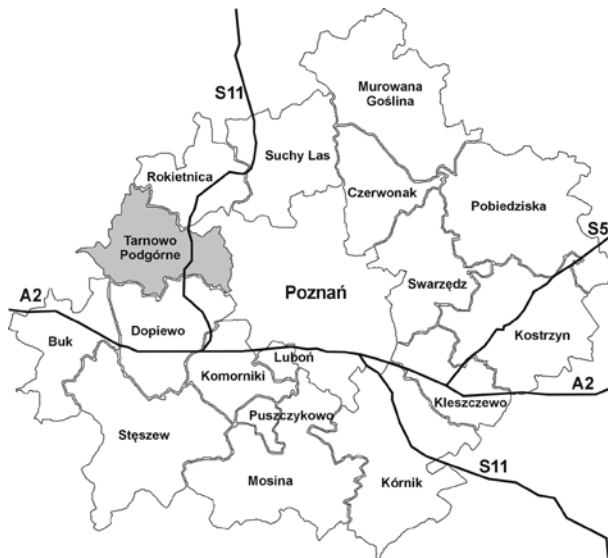 S11
Murowana
Goślina
Suchy Las
Rokietnica
Czerwonak
Pobiedziska
S5
Tarnowo
Podgórne
Swarzędz
Poznań
A2
Dopiewo
Buk
Kostrzyn
Luboń
Komorniki
A2
Kleszczewo
Puszczykowo
Stęszew
S11
Mosina
Kórnik